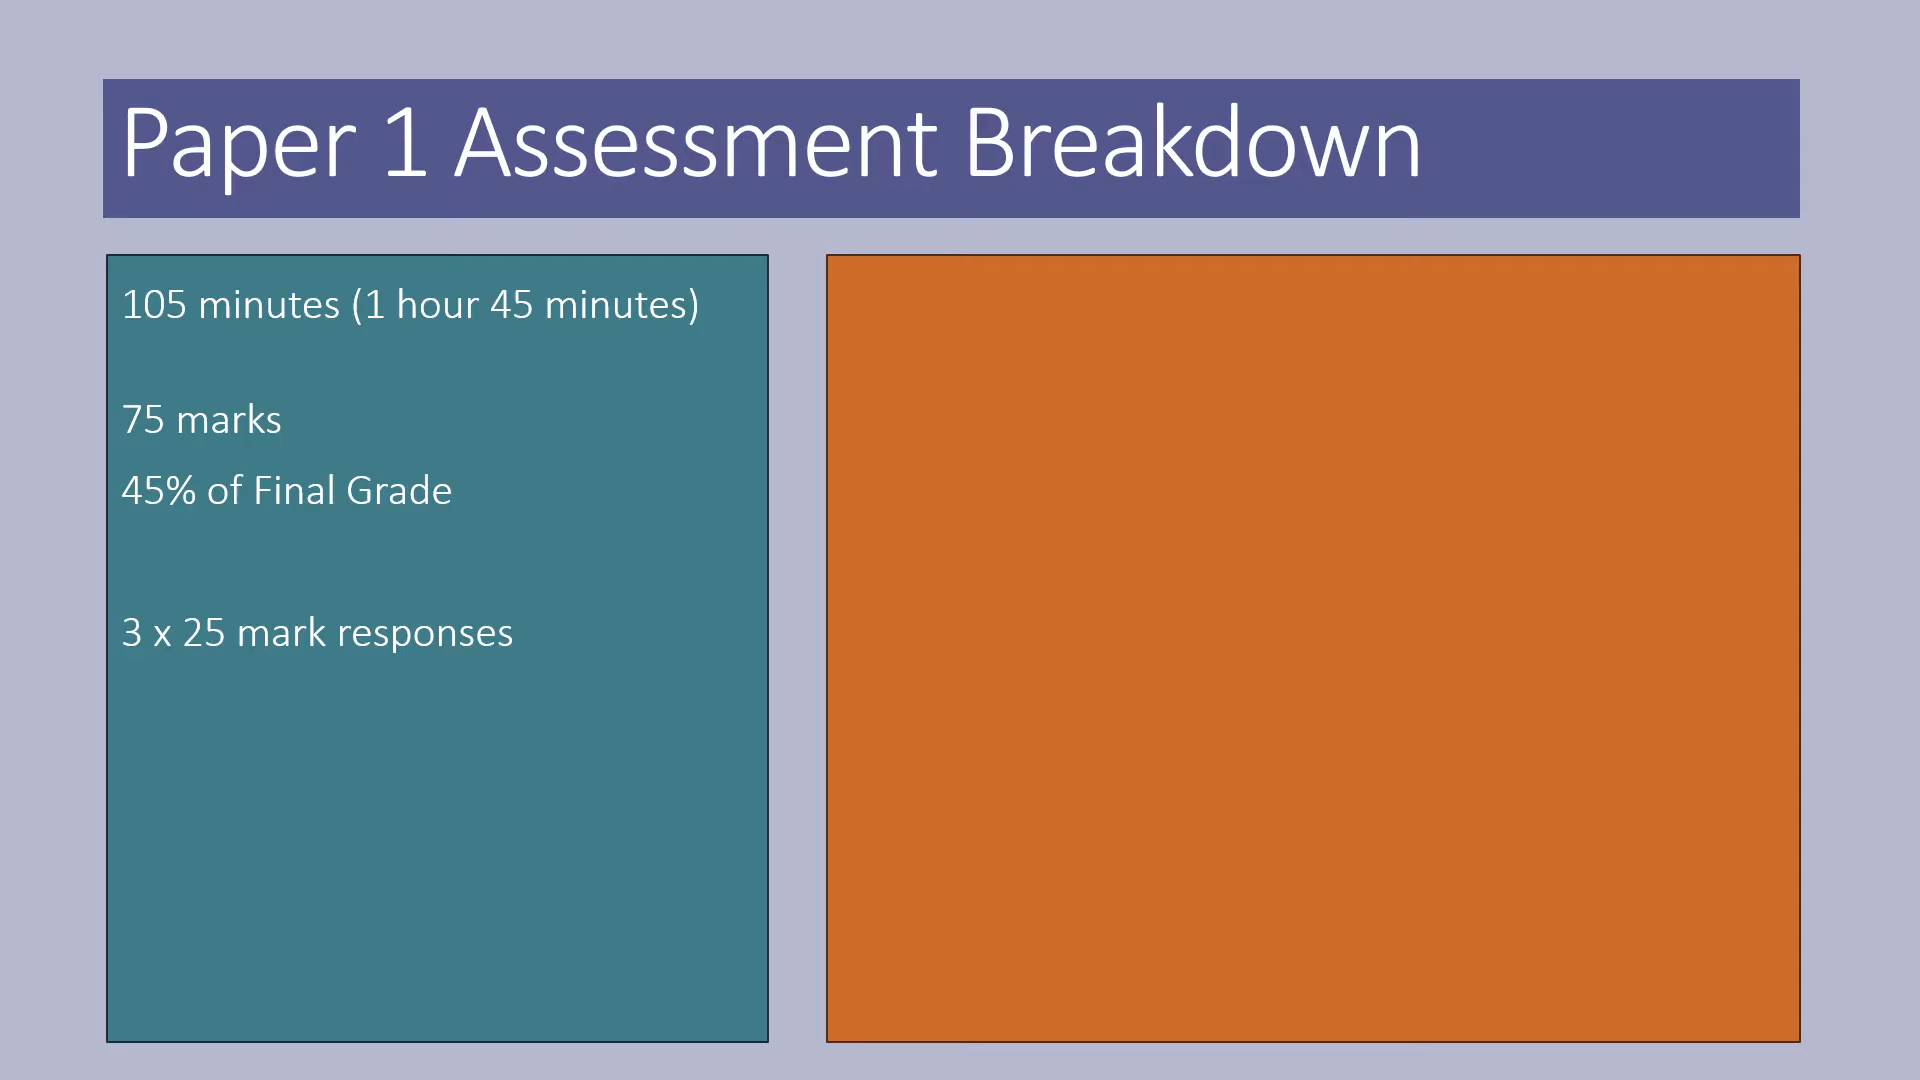 Paper 1 Assessment Breakdown
105 minutes (1 hour 45 minutes)
75 marks
45% of Final Grade
3 x 25 mark responses